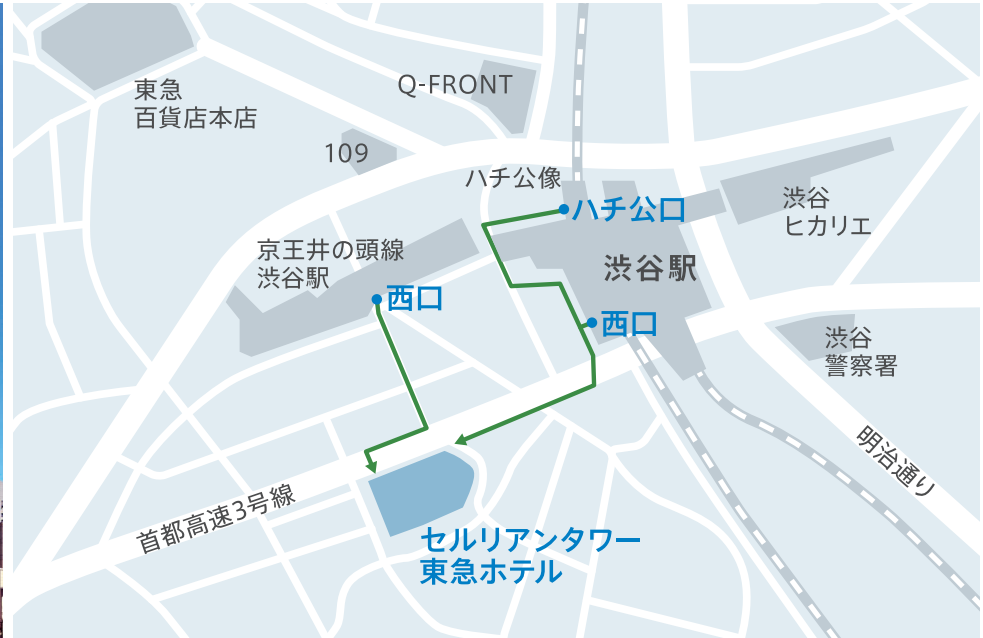 東急
百貨店本店
Q-FRONT
109
ハチ公像
ハチ公口
渋谷
ヒカリエ
京王井の頭線
渋谷駅
渋谷駅
西口
西口
渋谷
警察署
明治通り
首都高速3号線
セルリアンタワー
東急ホテル